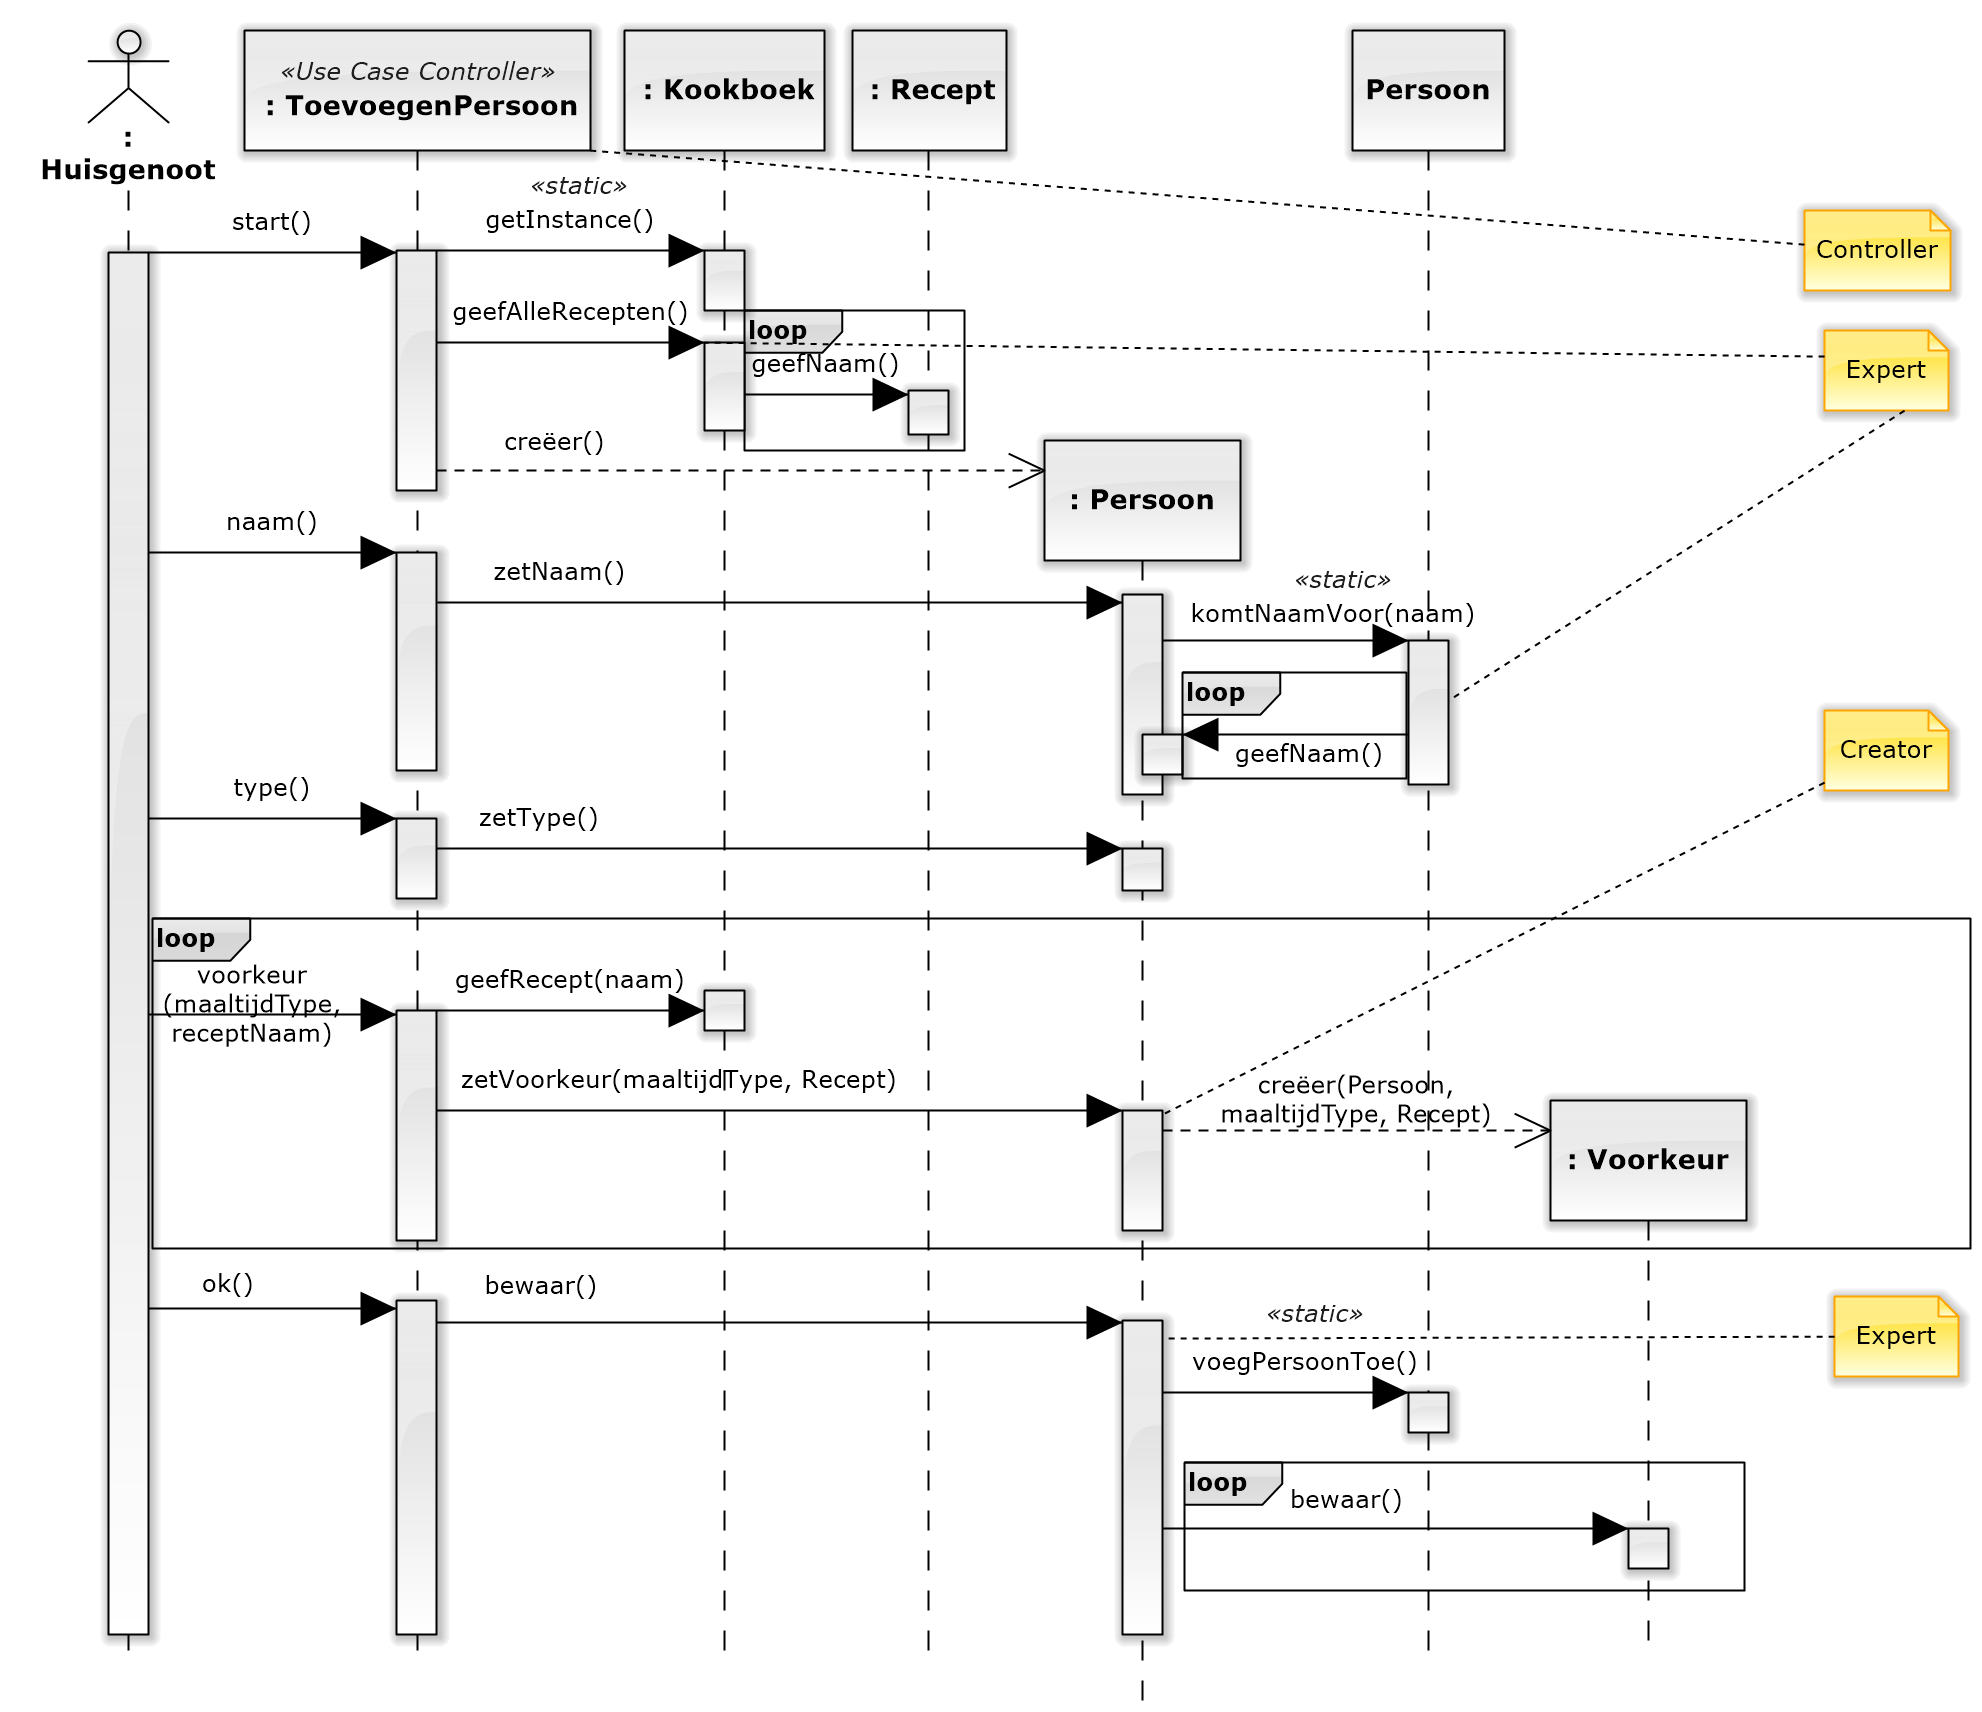 «Use Case Controller»
: ToevoegenPersoon
: Kookboek
: Recept
Persoon
:
Huisgenoot
«static»
start()
getInstance()
Controller
geefAlleRecepten()
loop
geefNaam()
Expert
creëer()
: Persoon
naam()
zetNaam()
«static»
komtNaamVoor(naam)
loop
geefNaam()
Creator
type()
zetType()
loop
voorkeur
(maaltijdType,
receptNaam)
geefRecept(naam)
zetVoorkeur(maaltijdType, Recept)
creëer(Persoon,
maaltijdType, Recept)
: Voorkeur
ok()
bewaar()
«static»
Expert
voegPersoonToe()
loop
bewaar()